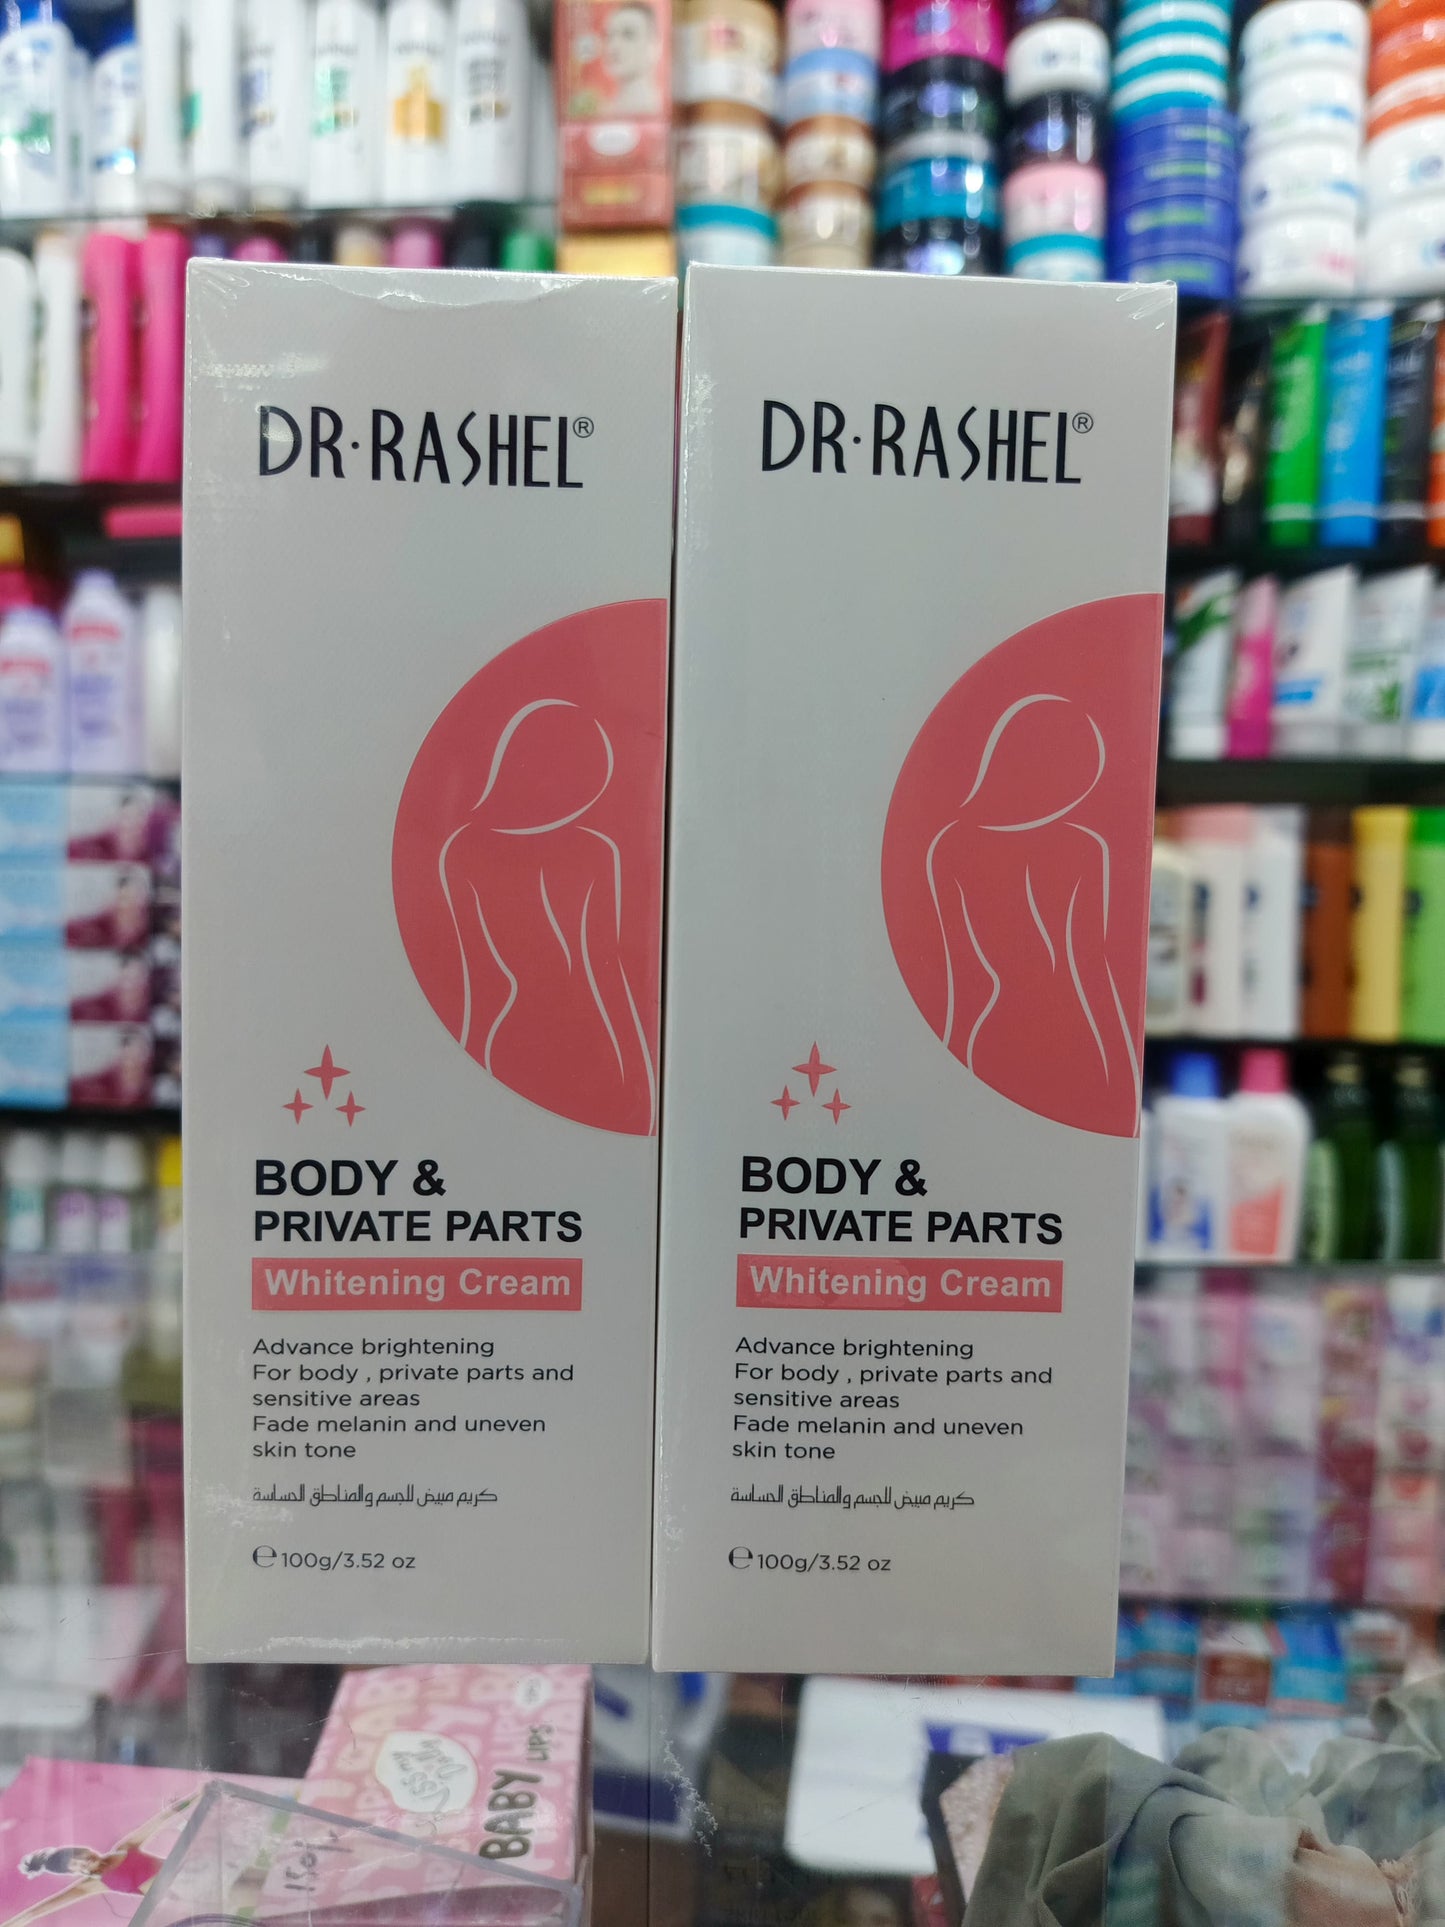 DR·RASHEL®
BODY &
PRIVATE PARTS
Whitening Cream
Advance brightening
For body , private parts and
sensitive areas
Fade melanin and uneven
skin tone
كريم مبيض للجسم والمناطق الحساسة
℮100g/3.52 oz
DR·RASHEL®
BODY &
PRIVATE PARTS
Whitening Cream
Advance brightening
For body , private parts and
sensitive areas
Fade melanin and uneven
skin tone
كريم مبيض للجسم والمناطق الحساسة
℮100g/3.52 oz
BABY LIPS